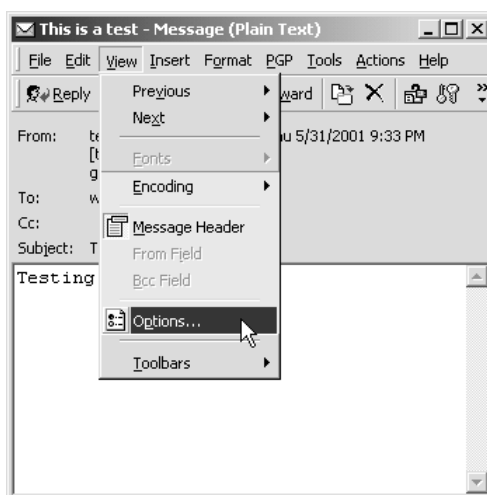 This is a test - Message (Plain Text)
File Edit View Insert Format PGP Tools Actions Help
Reply ward
Previous
Next
From: te u 5/31/2001 9:33 PM
[t
g
Fonts
Encoding
To: w
Cc:
Message Header
Subject: T
From Field
Testing
Bcc Field
Options...
Toolbars